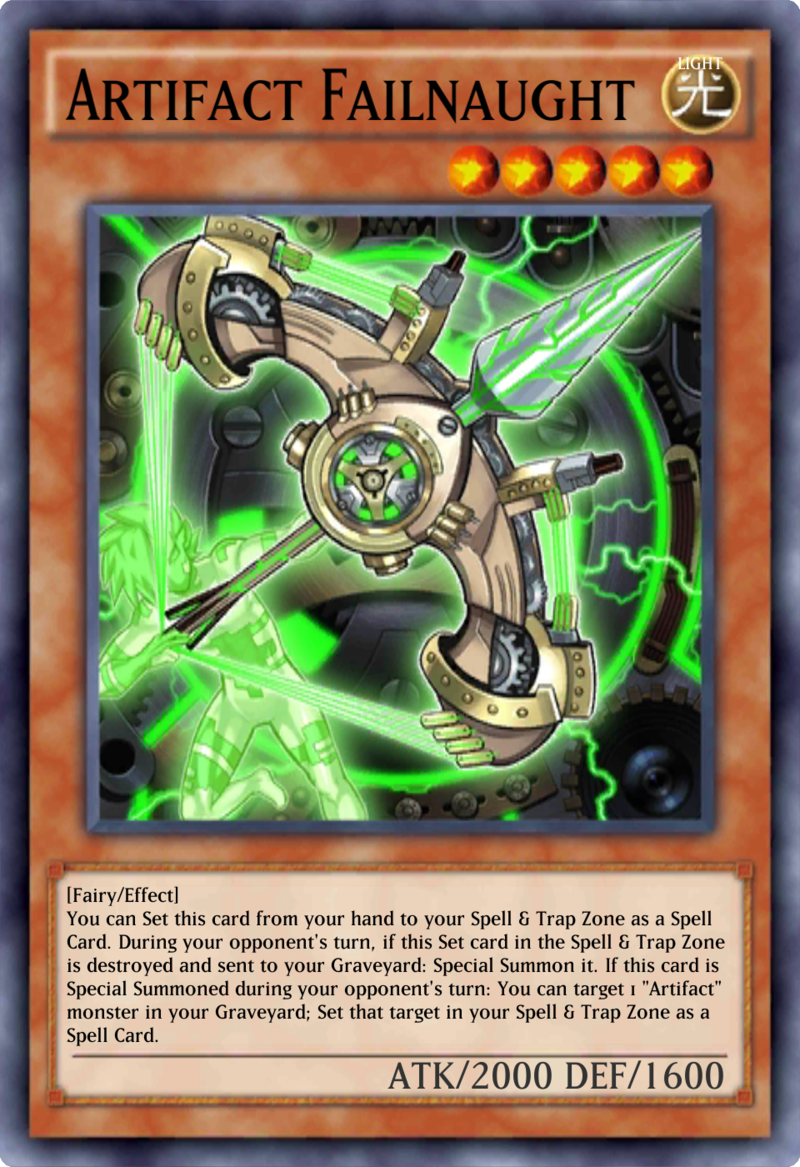 Artifact Failnaught
LIGHT
光
[Fairy/Effect]
You can Set this card from your hand to your Spell & Trap Zone as a Spell
Card. During your opponent's turn, if this Set card in the Spell & Trap Zone
is destroyed and sent to your Graveyard: Special Summon it. If this card is
Special Summoned during your opponent's turn: You can target 1 "Artifact"
monster in your Graveyard; Set that target in your Spell & Trap Zone as a
Spell Card.
ATK/2000 DEF/1600